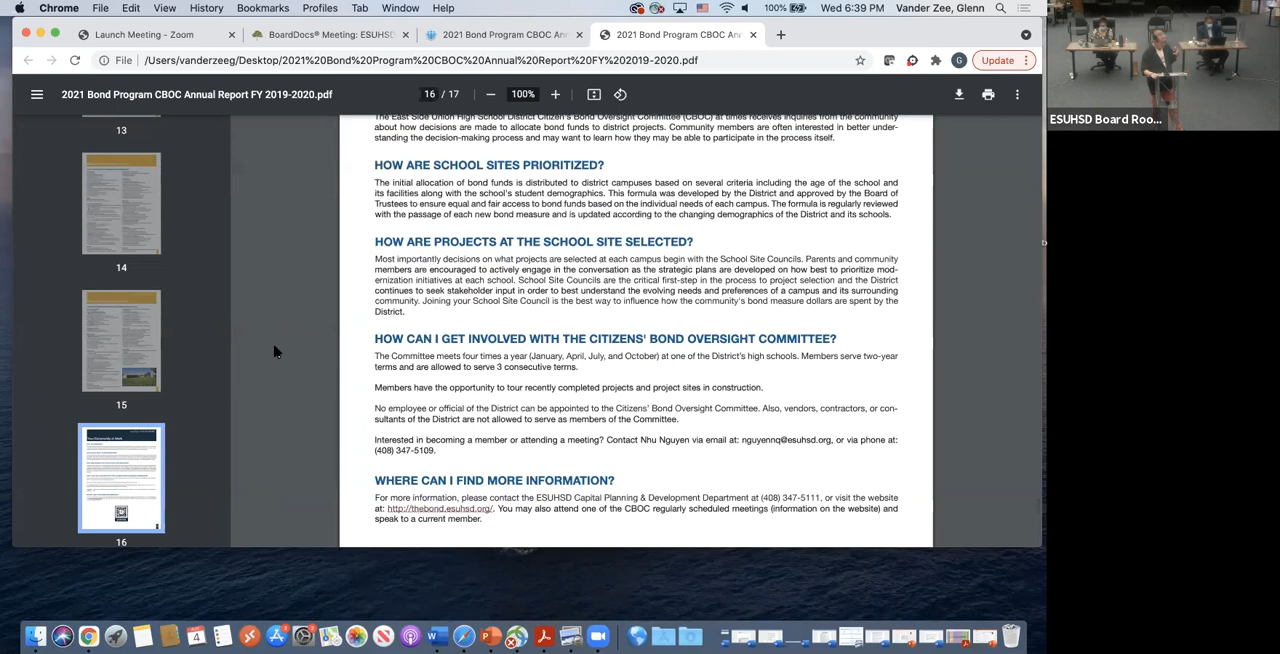 Chrome File Edit View History Bookmarks Profiles Tab Window Help 100% Wed 6:39 PM Vander Zee, Glenn
Launch Meeting - Zoom BoardDocs® Meeting: ESUHSD 2021 Bond Program CBOC An 2021 Bond Program CBOC An
File /Users/vanderzeeg/Desktop/2021%20Bond%20Program%20CBOC%20Annual%20Report%20FY%202019-2020.pdf G Update
2021 Bond Program CBOC Annual Report FY 2019-2020.pdf 16 / 17 100%
13
14
15
16
The East Side Union High School District Citizen's Bond Oversight Committee (CBOC) at times receives inquiries from the community
about how decisions are made to allocate bond funds to district projects. Community members are often interested in better under-
standing the decision-making process and may want to learn how they may be able to participate in the process itself.
HOW ARE SCHOOL SITES PRIORITIZED?
The initial allocation of bond funds is distributed to district campuses based on several criteria including the age of the school and
its facilities along with the school's student demographics. This formula was developed by the District and approved by the Board of
Trustees to ensure equal and fair access to bond funds based on the individual needs of each campus. The formula is regularly reviewed
with the passage of each new bond measure and is updated according to the changing demographics of the District and its schools.
HOW ARE PROJECTS AT THE SCHOOL SITE SELECTED?
Most importantly decisions on what projects are selected at each campus begin with the School Site Councils. Parents and community
members are encouraged to actively engage in the conversation as the strategic plans are developed on how best to prioritize mod-
ernization initiatives at each school. School Site Councils are the critical first-step in the process to project selection and the District
continues to seek stakeholder input in order to best understand the evolving needs and preferences of a campus and its surrounding
community. Joining your School Site Council is the best way to influence how the community's bond measure dollars are spent by the
District.
HOW CAN I GET INVOLVED WITH THE CITIZENS' BOND OVERSIGHT COMMITTEE?
The Committee meets four times a year (January, April, July, and October) at one of the District's high schools. Members serve two-year
terms and are allowed to serve 3 consecutive terms.
Members have the opportunity to tour recently completed projects and project sites in construction.
No employee or official of the District can be appointed to the Citizens' Bond Oversight Committee. Also, vendors, contractors, or con-
sultants of the District are not allowed to serve as members of the Committee.
Interested in becoming a member or attending a meeting? Contact Nhu Nguyen via email at: nguyennq@esuhsd.org, or via phone at:
(408) 347-5109.
WHERE CAN I FIND MORE INFORMATION?
For more information, please contact the ESUHSD Capital Planning & Development Department at (408) 347-5111, or visit the website
at: http://thebond.esuhsd.org/. You may also attend one of the CBOC regularly scheduled meetings (information on the website) and
speak to a current member.
ESUHSD Board Roo...